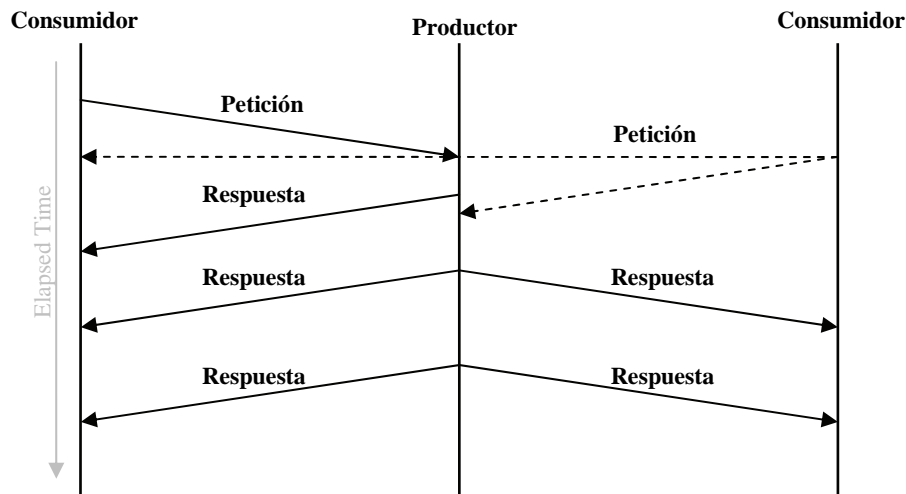 Consumidor
Productor
Consumidor
Petición
Petición
Respuesta
Elapsed Time
Respuesta
Respuesta
Respuesta
Respuesta